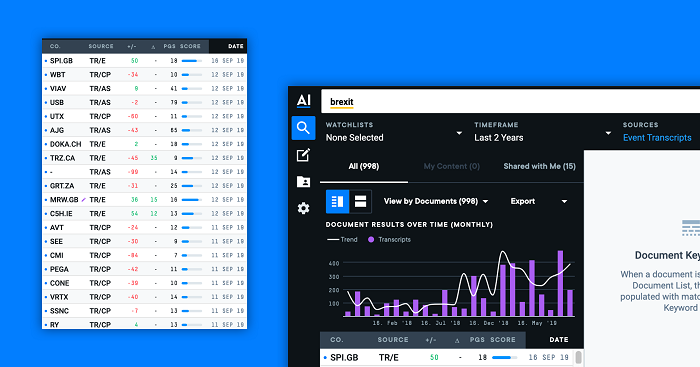 CO. SOURCE +/- Δ PGS SCORE DATE
SPI.GB TR/E 50 - 18 16 SEP 19
WBT TR/CP -34 - 10 12 SEP 19
VIAV TR/AS 9 - 41 12 SEP 19
USB TR/AS -2 - 79 12 SEP 19
UTX TR/CP -60 - 11 12 SEP 19
AJG TR/AS -43 - 65 12 SEP 19
DOKA.CH TR/E 2 - 18 12 SEP 19
TRZ.CA TR/E -45 35 9 12 SEP 19
- TR/AS -99 - 14 12 SEP 19
GRT.ZA TR/E -31 - 25 12 SEP 19
MRW.GB TR/E 36 15 16 12 SEP 19
C5H.IE TR/E 54 12 13 12 SEP 19
AVT TR/CP -24 - 12 11 SEP 19
SEE TR/CP -30 - 9 11 SEP 19
CMI TR/CP -84 - 7 11 SEP 19
PEGA TR/CP -42 - 11 11 SEP 19
CONE TR/CP -39 - 10 11 SEP 19
VRTX TR/CP -40 - 14 11 SEP 19
SSNC TR/CP -7 - 13 11 SEP 19
RY TR/CP 4 - 13 11 SEP 19
AI brexit
WATCHLISTS TIMEFRAME SOURCES
None Selected Last 2 Years Event Transcripts
All (998) My Content (0) Shared with Me (15)
View by Documents (998) Export
DOCUMENT RESULTS OVER TIME (MONTHLY)
Trend Transcripts
400
300
200
100
16. Feb '18 16. Jul '18 16. Dec '18 18. May '19
CO. SOURCE +/- Δ PGS SCORE DATE
SPI.GB TR/E 50 - 18 16 SEP 19
Document Key
When a document is
Document List, th
populated with matc
Keyword